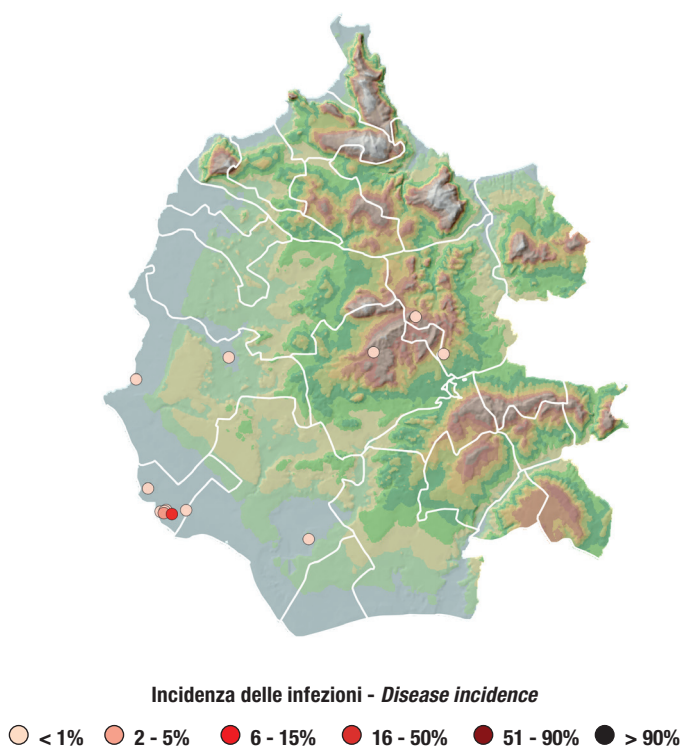 Incidenza delle infezioni - Disease incidence
< 1% 2 - 5% 6 - 15% 16 - 50% 51 - 90% > 90%